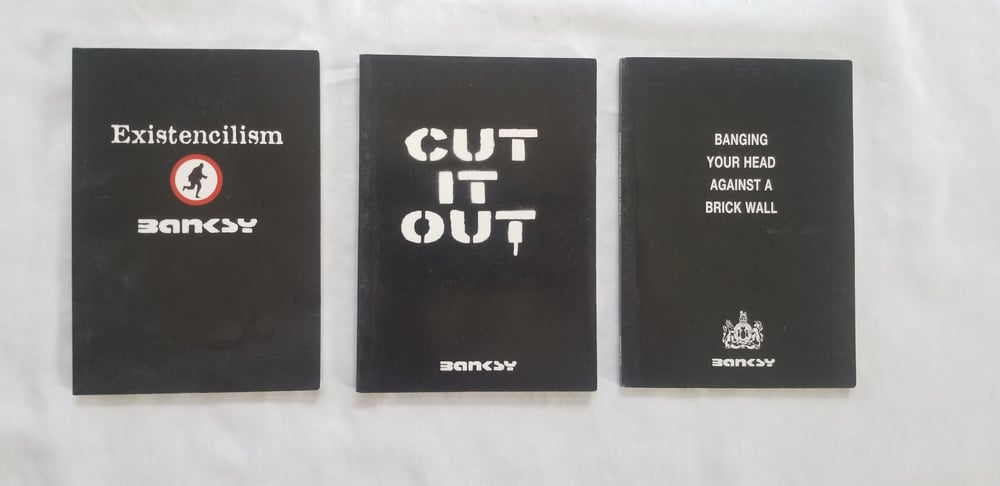 Existencilism
BANKSY
CUT
IT
OUT
BANKSY
BANGING
YOUR HEAD
AGAINST A
BRICK WALL
BANKSY